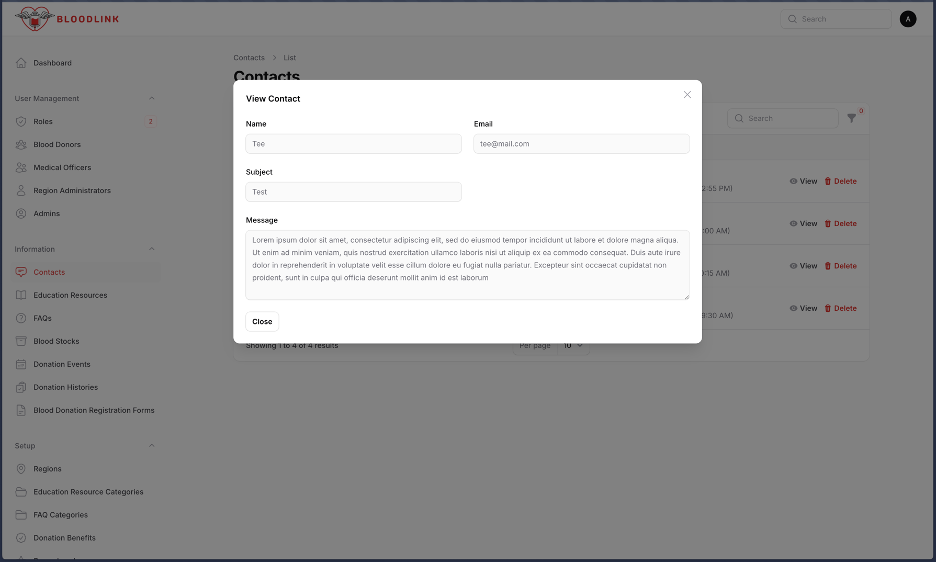 BLOODLINK
Search
A
Dashboard
User Management
Roles
2
Blood Donors
Medical Officers
Region Administrators
Admins
Information
Contacts
Education Resources
FAQs
Blood Stocks
Donation Events
Donation Histories
Blood Donation Registration Forms
Setup
Regions
Education Resource Categories
FAQ Categories
Donation Benefits
Contacts > List
Contacts
Search
0
2:55 PM)
View Delete
:00 AM)
View Delete
0:15 AM)
View Delete
9:30 AM)
View Delete
Showing 1 to 4 of 4 results
Per page 10
View Contact
Name
Tee
Email
tee@mail.com
Subject
Test
Message
Lorem ipsum dolor sit amet, consectetur adipiscing elit, sed do eiusmod tempor incididunt ut labore et dolore magna aliqua.
Ut enim ad minim veniam, quis nostrud exercitation ullamco laboris nisi ut aliquip ex ea commodo consequat. Duis aute irure
dolor in reprehenderit in voluptate velit esse cillum dolore eu fugiat nulla pariatur. Excepteur sint occaecat cupidatat non
proident, sunt in culpa qui officia deserunt mollit anim id est laborum
Close